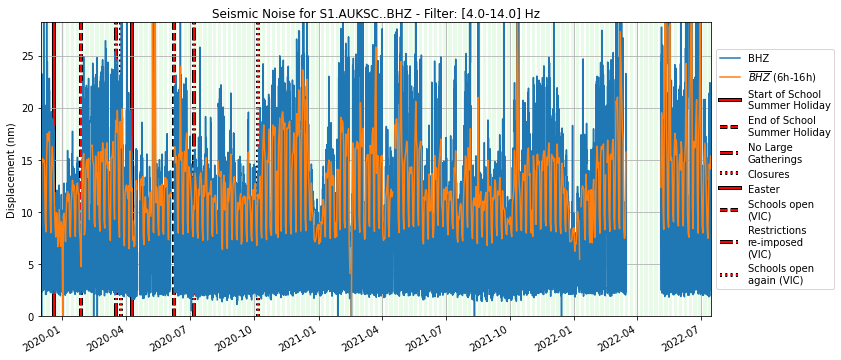 Seismic Noise for S1.AUKSC..BHZ - Filter: [4.0-14.0] Hz
Displacement (nm)
25
20
15
10
5
0
2020-01
2020-04
2020-07
2020-10
2021-01
2021-04
2021-07
2021-10
2022-01
2022-04
2022-07
BHZ
BHZ (6h-16h)
Start of School
Summer Holiday
End of School
Summer Holiday
No Large
Gatherings
Closures
Easter
Schools open
(VIC)
Restrictions
re-imposed
(VIC)
Schools open
again (VIC)